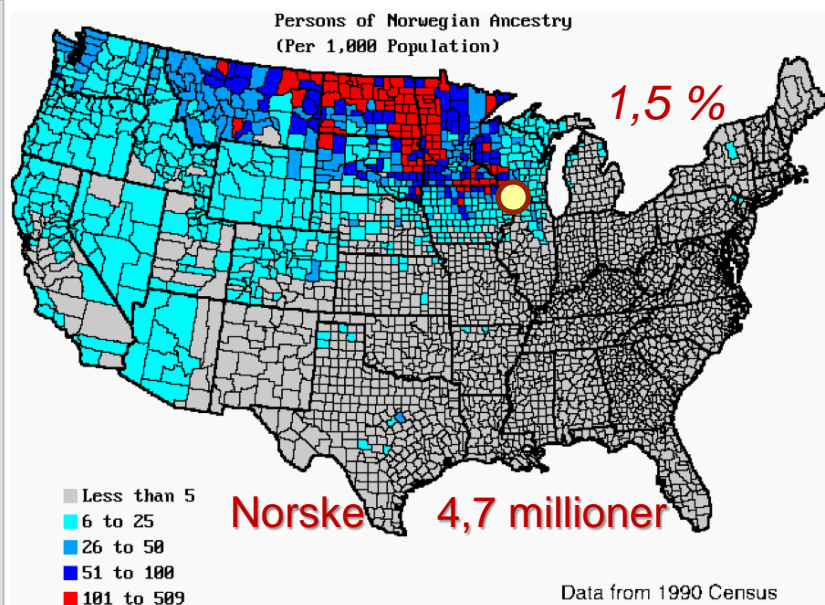 Persons of Norwegian Ancestry
(Per 1,000 Population)
1,5 %
Less than 5
6 to 25
26 to 50
51 to 100
101 to 509
Norske 4,7 millioner
Data from 1990 Census